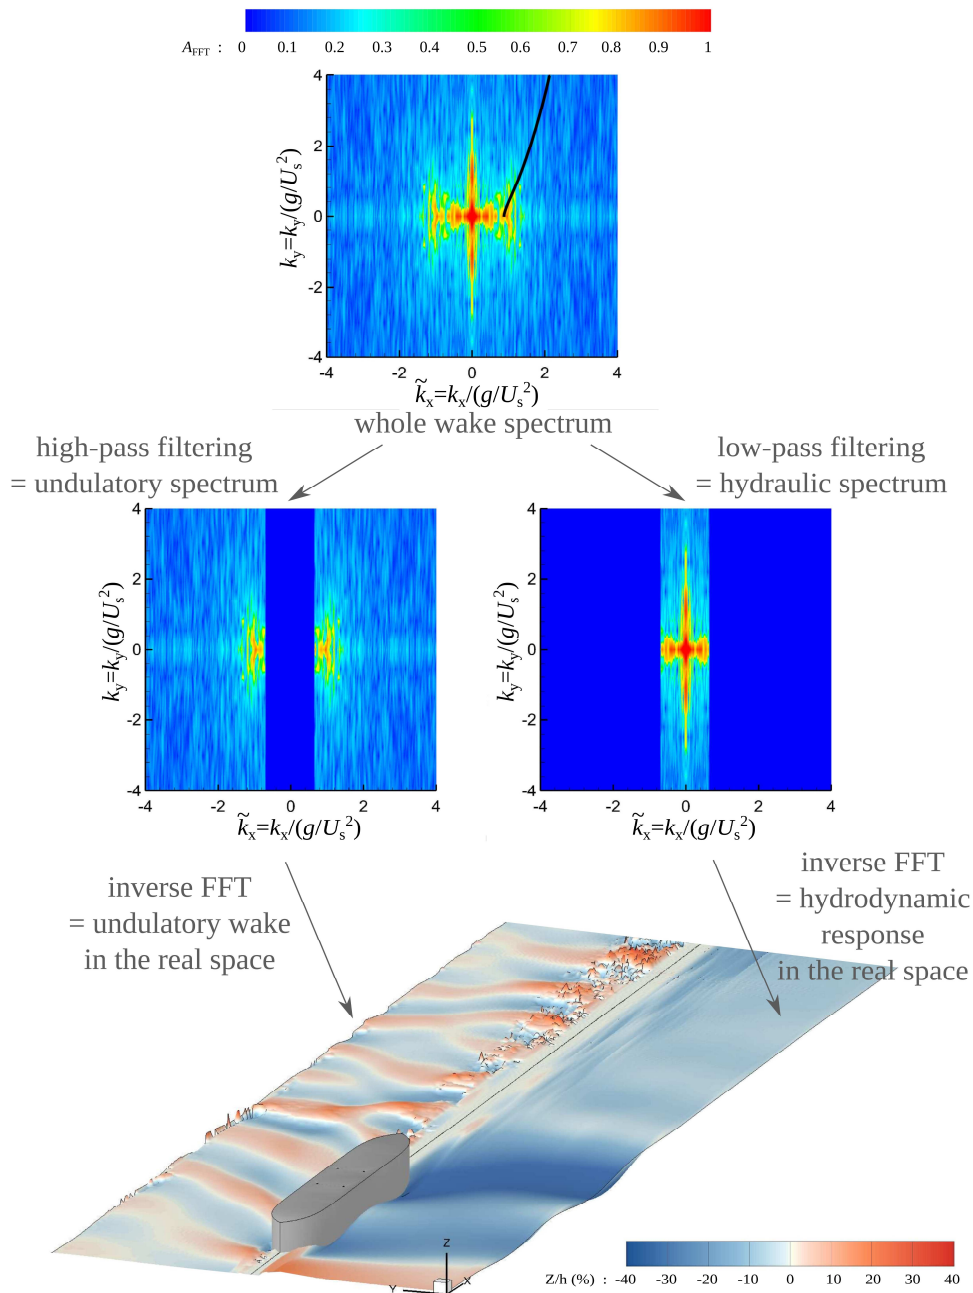 A_FFT : 0 0.1 0.2 0.3 0.4 0.5 0.6 0.7 0.8 0.9 1
4
2
0
-2
-4
k_y=k_y/(g/U_s^2)
-4 -2 0 2 4
k̃_x=k_x/(g/U_s^2)
whole wake spectrum
high-pass filtering
= undulatory spectrum
low-pass filtering
= hydraulic spectrum
4
2
0
-2
-4
k_y=k_y/(g/U_s^2)
-4 -2 0 2 4
k̃_x=k_x/(g/U_s^2)
4
2
0
-2
-4
k_y=k_y/(g/U_s^2)
-4 -2 0 2 4
k̃_x=k_x/(g/U_s^2)
inverse FFT
= undulatory wake
in the real space
inverse FFT
= hydrodynamic
response
in the real space
Z
Y
X
Z/h (%) : -40 -30 -20 -10 0 10 20 30 40